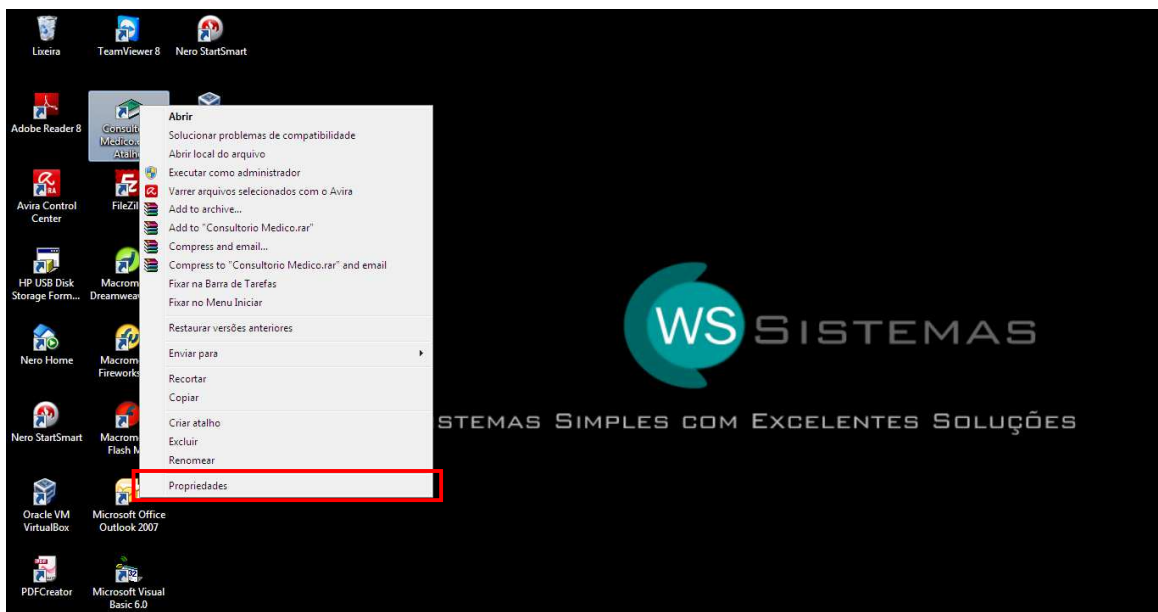 Lixeira
TeamViewer 8
Nero StartSmart
Adobe Reader 8
Medico
Avira Control
Center
HP USB Disk
Storage Form...
Nero Home
Nero StartSmart
Flash
Oracle VM
VirtualBox
Microsoft Office
Outlook 2007
PDFCreator
Microsoft Visual
Basic 6.0
Abrir
Solucionar problemas de compatibilidade
Abrir local do arquivo
Executar como administrador
Varrer arquivos selecionados com o Avira
Add to archive...
Add to "Consultorio Medico.rar"
Compress and email...
Compress to "Consultorio Medico.rar" and email
Fixar na Barra de Tarefas
Fixar no Menu Iniciar
Restaurar versões anteriores
Enviar para
Recortar
Copiar
Criar atalho
Excluir
Renomear
Propriedades
WS SISTEMAS
STEMAS SIMPLES COM EXCELENTES SOLUÇÕES